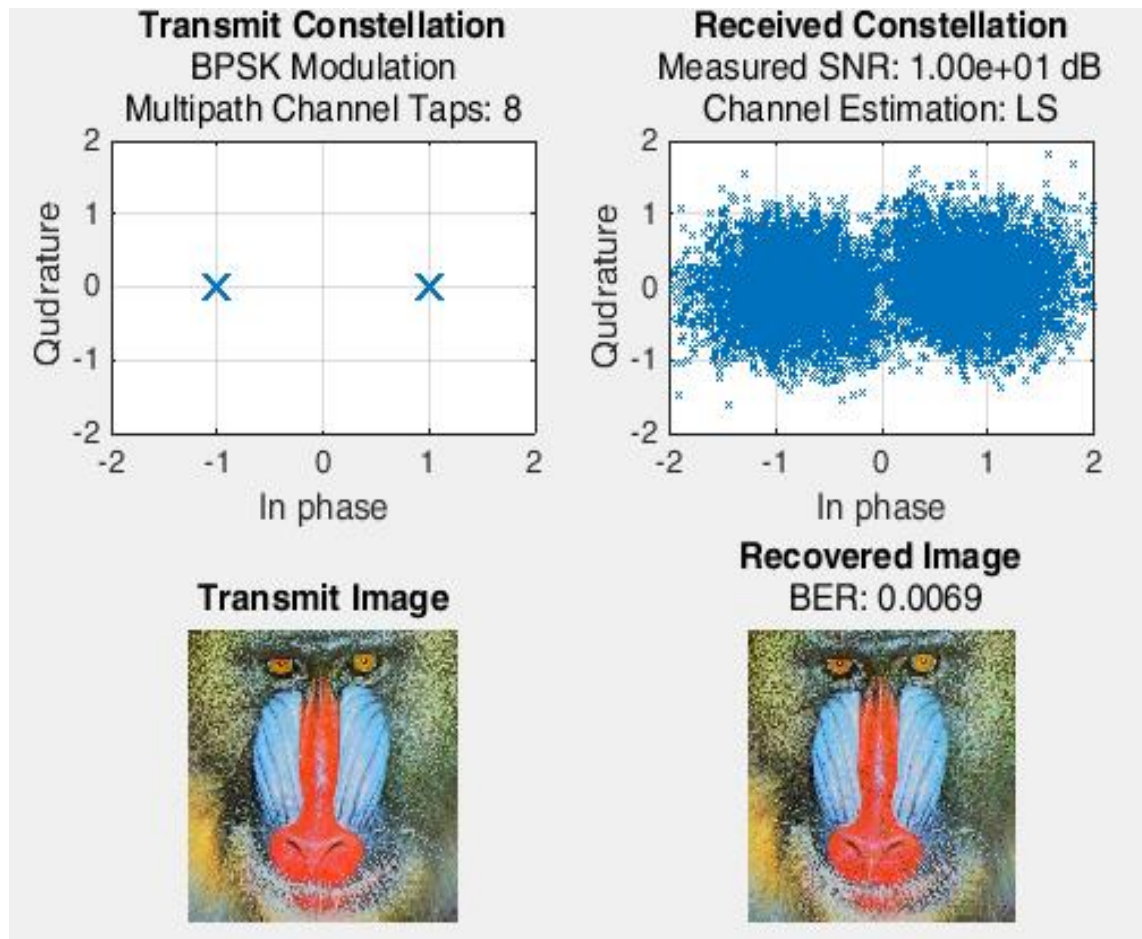 Transmit Constellation
BPSK Modulation
Multipath Channel Taps: 8
2
1
0
-1
-2
Qudrature
-2
-1
0
1
2
In phase
Received Constellation
Measured SNR: 1.00e+01 dB
Channel Estimation: LS
2
1
0
-1
-2
Qudrature
-2
-1
0
1
2
In phase
Transmit Image
Recovered Image
BER: 0.0069